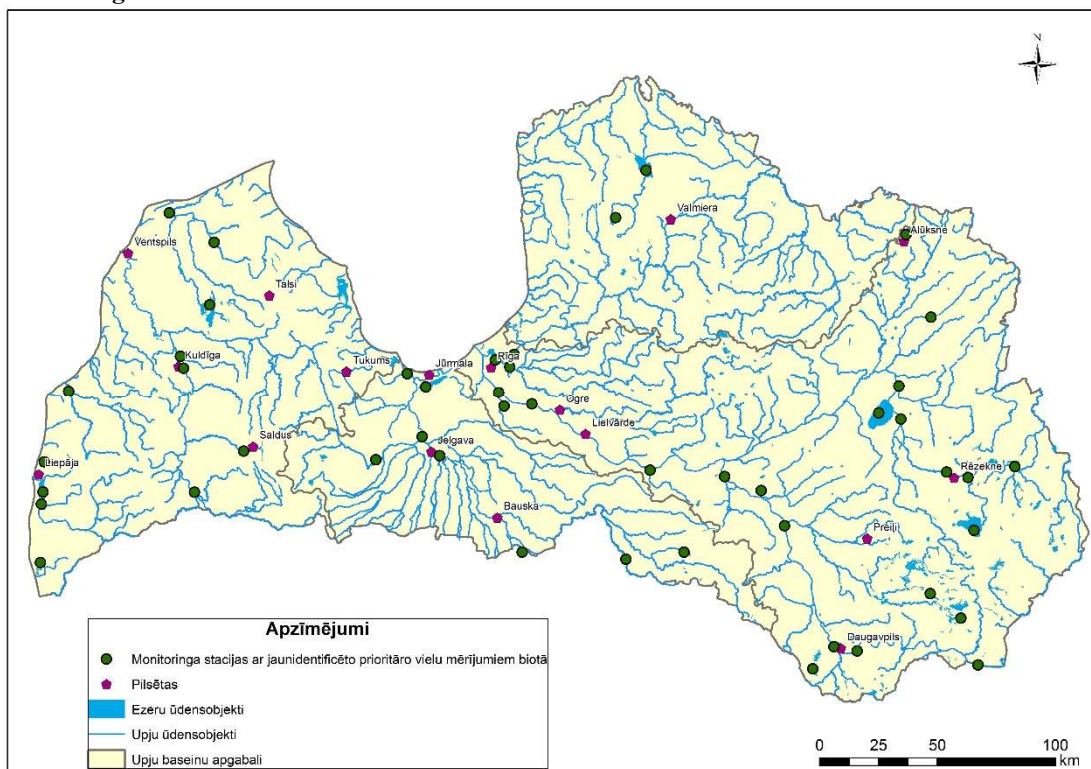 N
Alūksne
Valmiera
Ventspils
Talsi
Kuldīga
Tukums
Jūrmala
Rīga
Ogre
Lielvārde
Saldus
Jelgava
Liepāja
Rēzekne
Bauska
Preiļi
Daugavpils
Apzīmējumi
Monitoringa stacijas ar jaunidentificēto prioritāro vielu mērījumiem biotā
Pilsētas
Ezeru ūdensobjekti
Upju ūdensobjekti
Upju baseinu apgabali
0 25 50 100
km